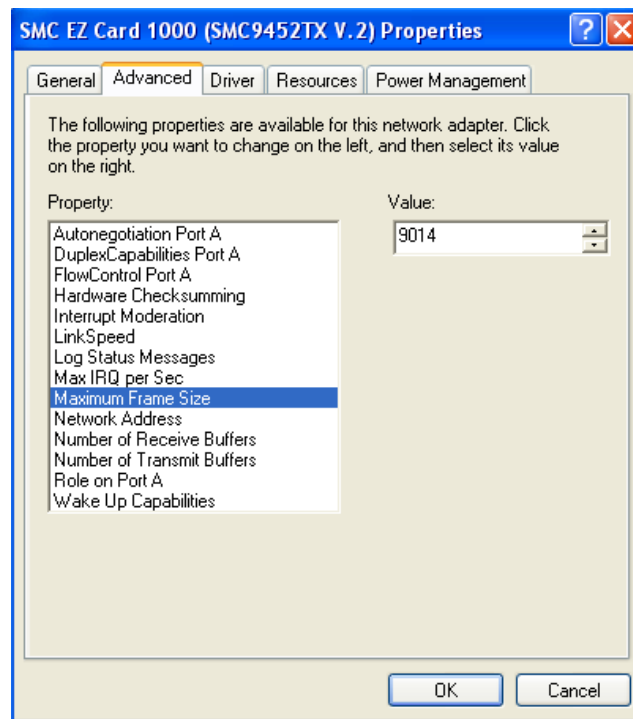 SMC EZ Card 1000 (SMC9452TX V.2) Properties
General Advanced Driver Resources Power Management
The following properties are available for this network adapter. Click
the property you want to change on the left, and then select its value
on the right.
Property: Value:
Autonegotiation Port A 9014
DuplexCapabilities Port A
FlowControl Port A
Hardware Checksumming
Interrupt Moderation
LinkSpeed
Log Status Messages
Max IRQ per Sec
Maximum Frame Size
Network Address
Number of Receive Buffers
Number of Transmit Buffers
Role on Port A
Wake Up Capabilities
OK Cancel